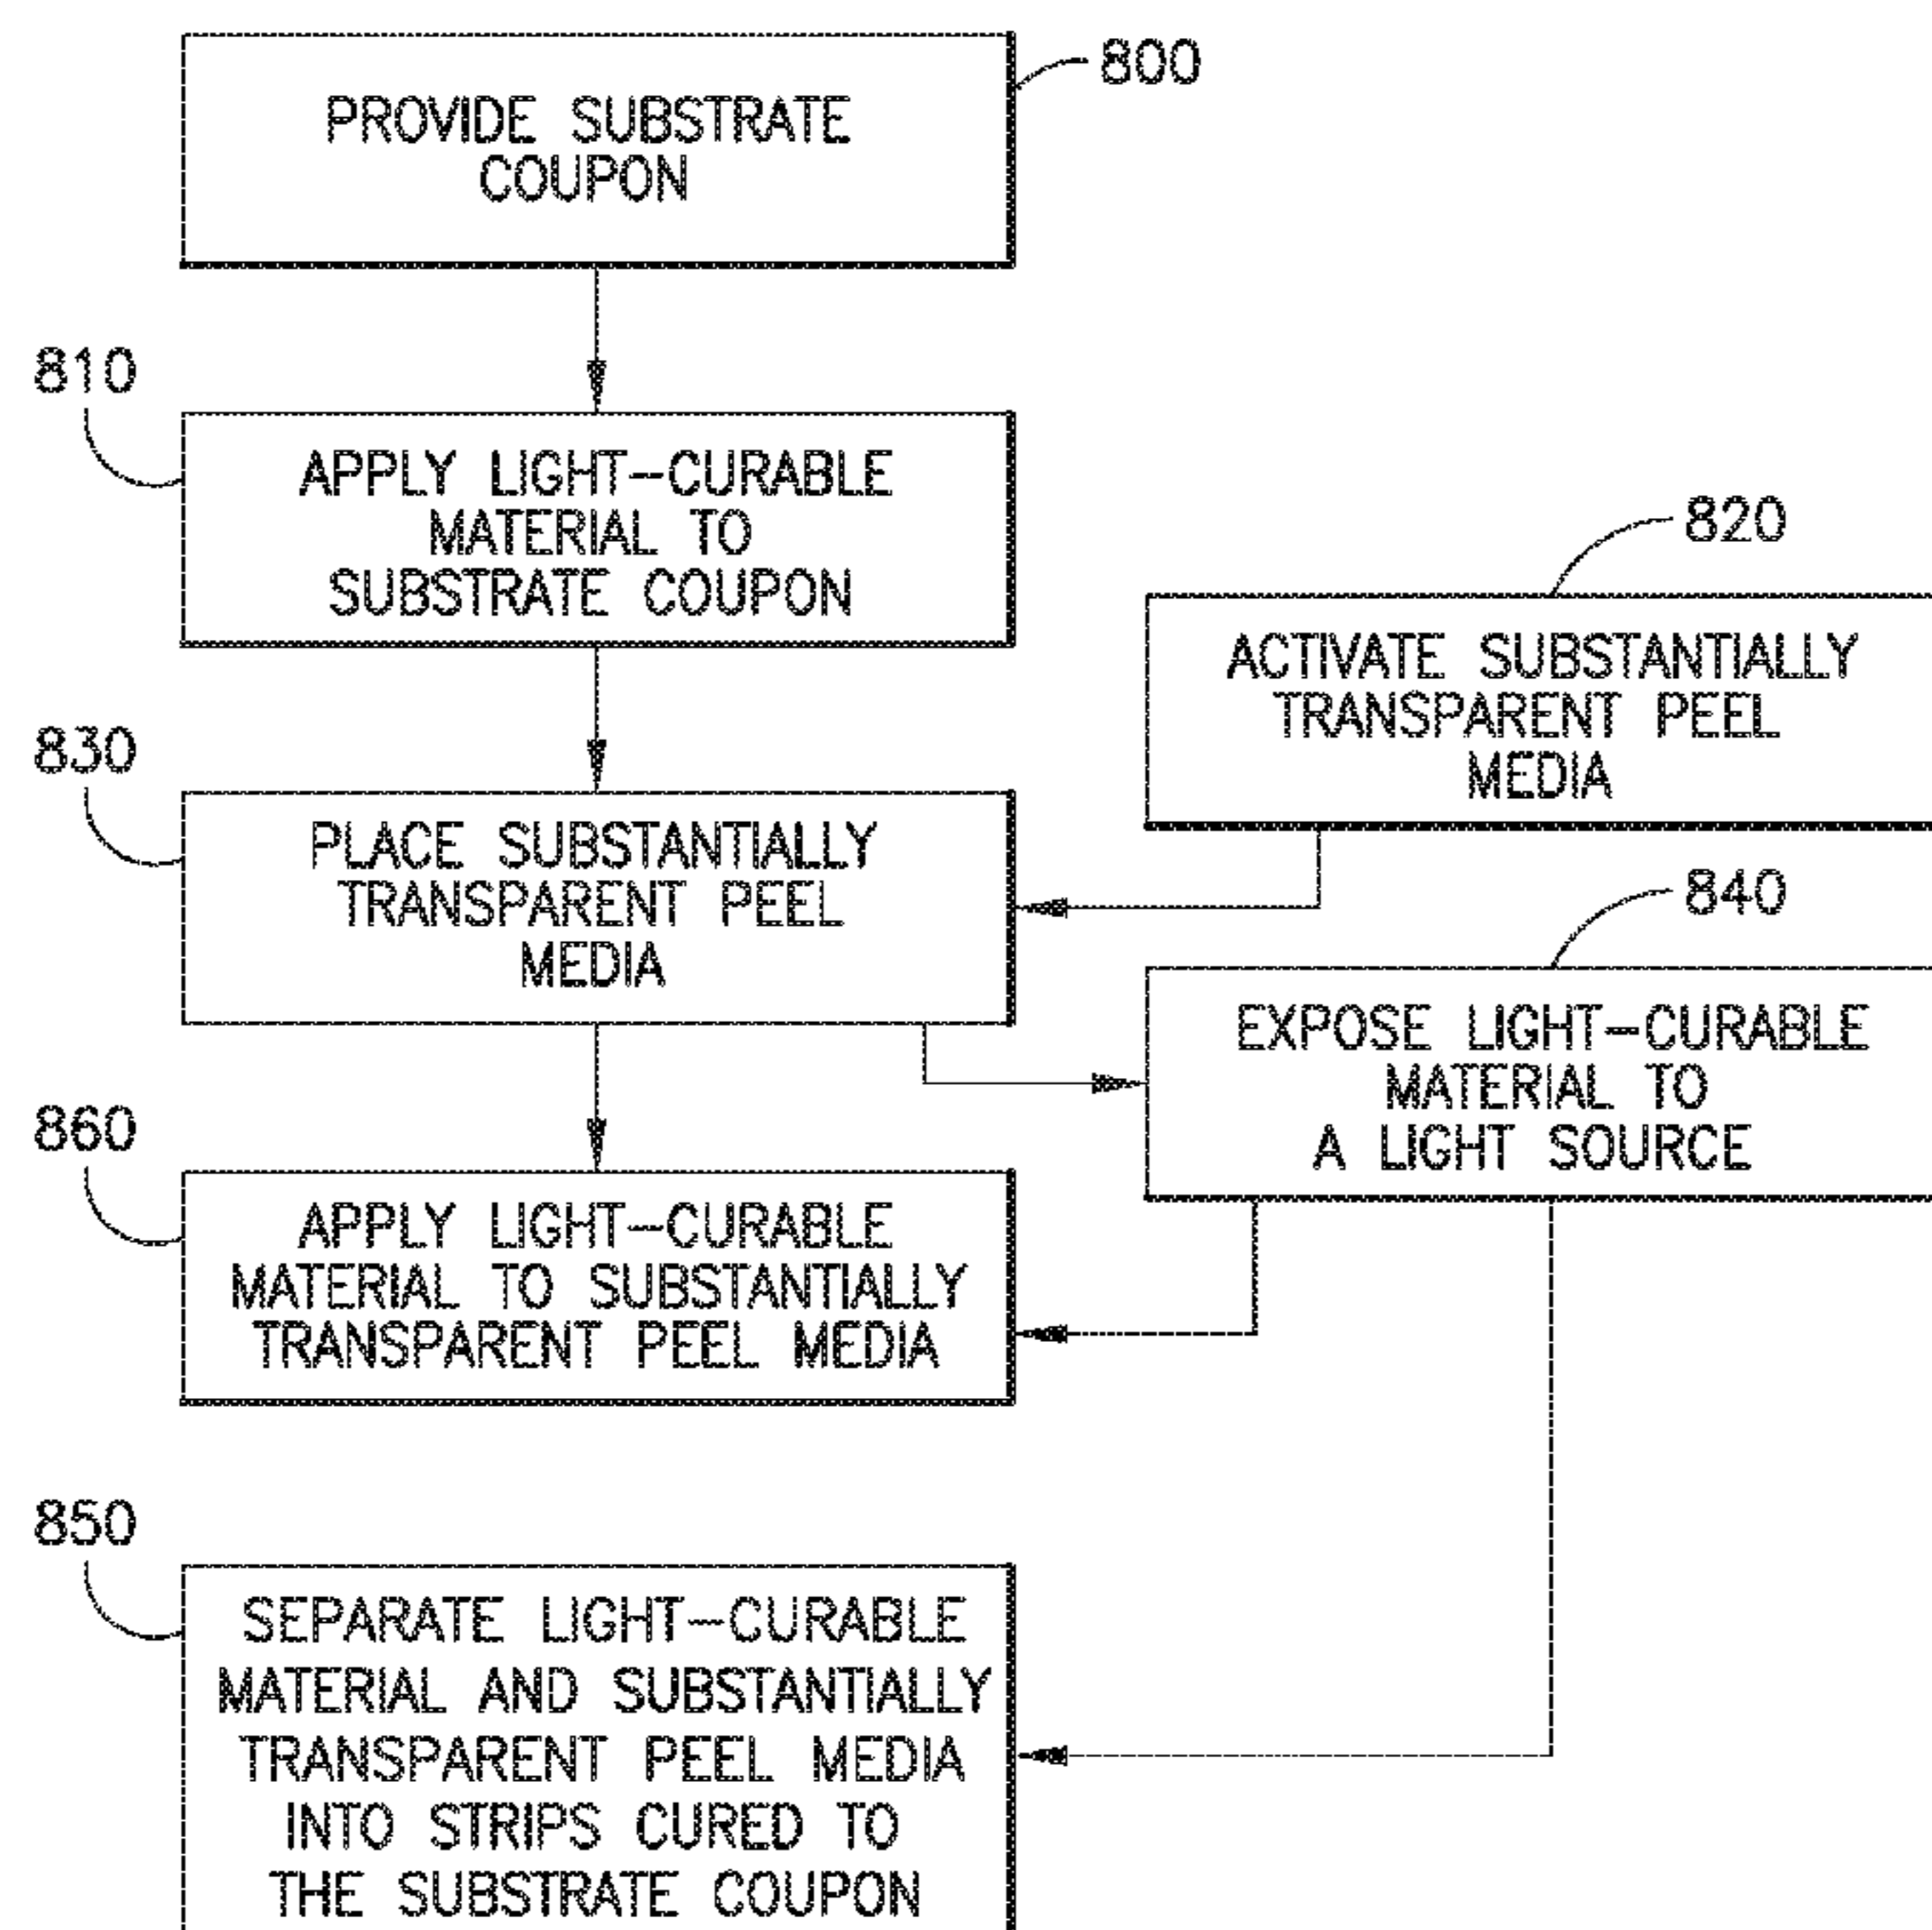 PROVIDE SUBSTRATE
COUPON
800
810
APPLY LIGHT-CURABLE
MATERIAL TO
SUBSTRATE COUPON
820
ACTIVATE SUBSTANTIALLY
TRANSPARENT PEEL
MEDIA
830
PLACE SUBSTANTIALLY
TRANSPARENT PEEL
MEDIA
840
EXPOSE LIGHT-CURABLE
MATERIAL TO
A LIGHT SOURCE
860
APPLY LIGHT-CURABLE
MATERIAL TO SUBSTANTIALLY
TRANSPARENT PEEL MEDIA
850
SEPARATE LIGHT-CURABLE
MATERIAL AND SUBSTANTIALLY
TRANSPARENT PEEL MEDIA
INTO STRIPS CURED TO
THE SUBSTRATE COUPON